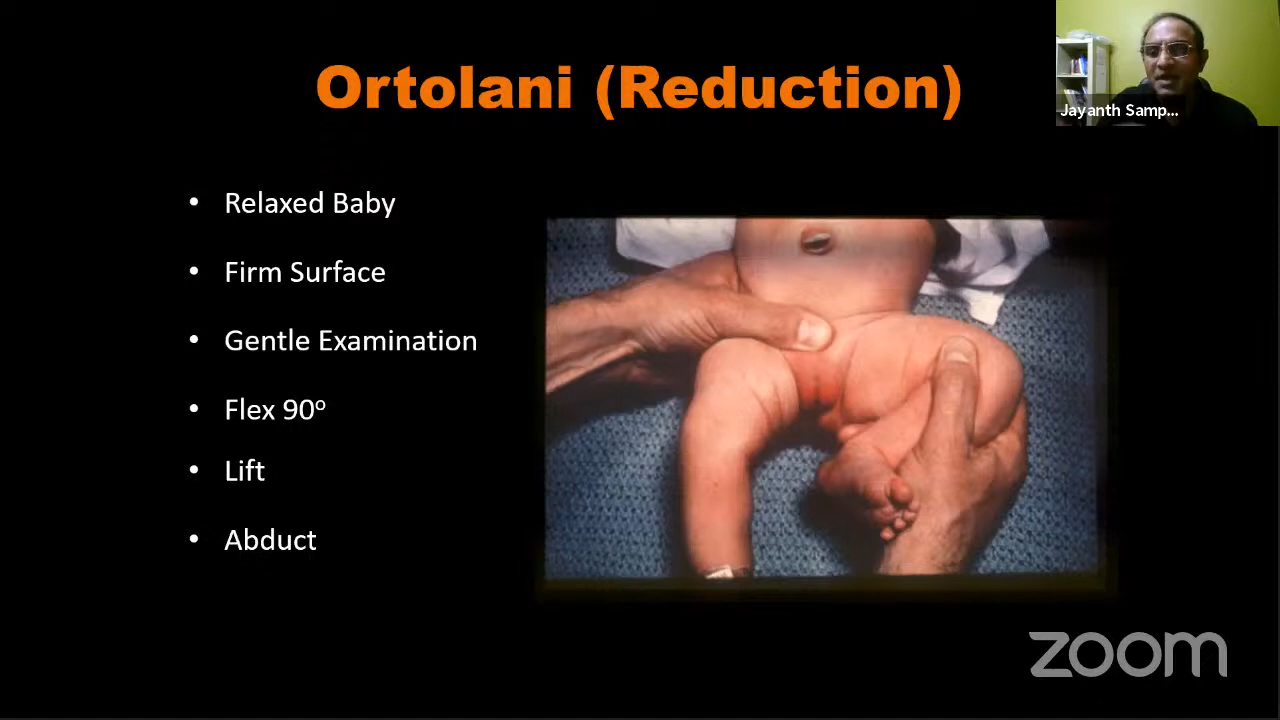 Ortolani (Reduction)
Jayanth Samp...
• Relaxed Baby
• Firm Surface
• Gentle Examination
• Flex 90º
• Lift
• Abduct
zoom